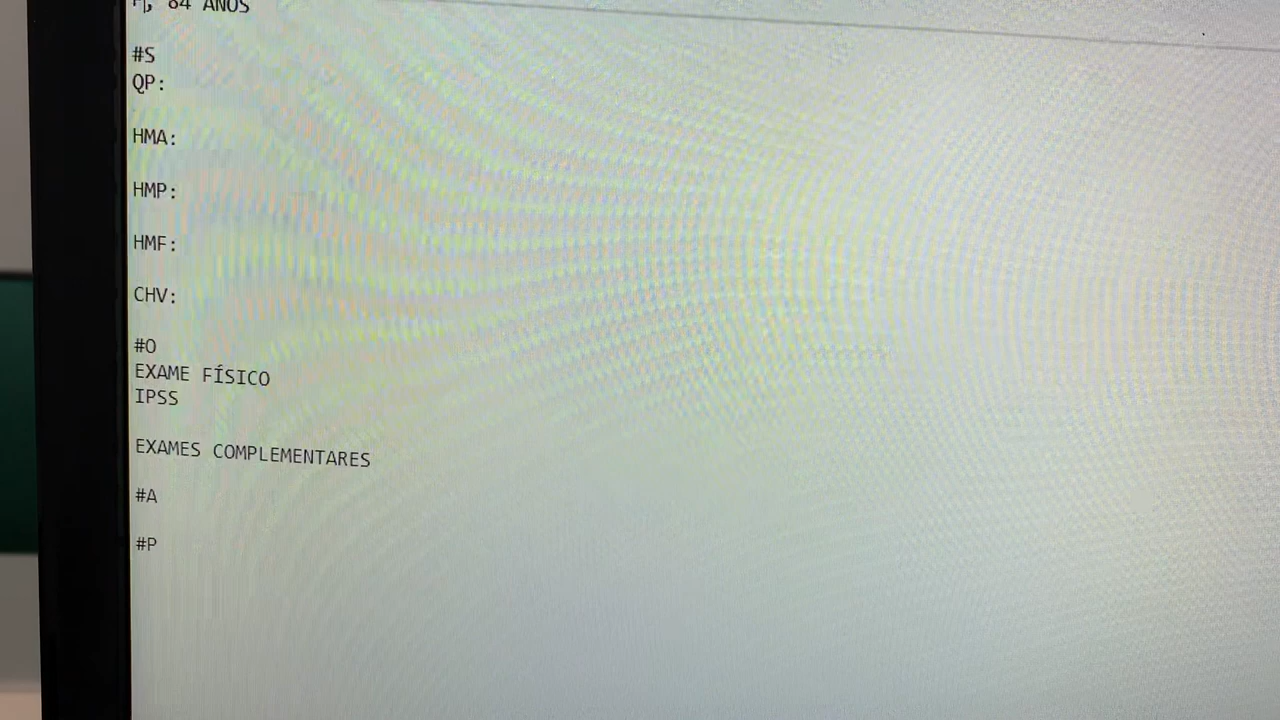 , 84 ANOS
#S
QP:
HMA:
HMP:
HMF:
CHV:
#O
EXAME FÍSICO
IPSS
EXAMES COMPLEMENTARES
#A
#P